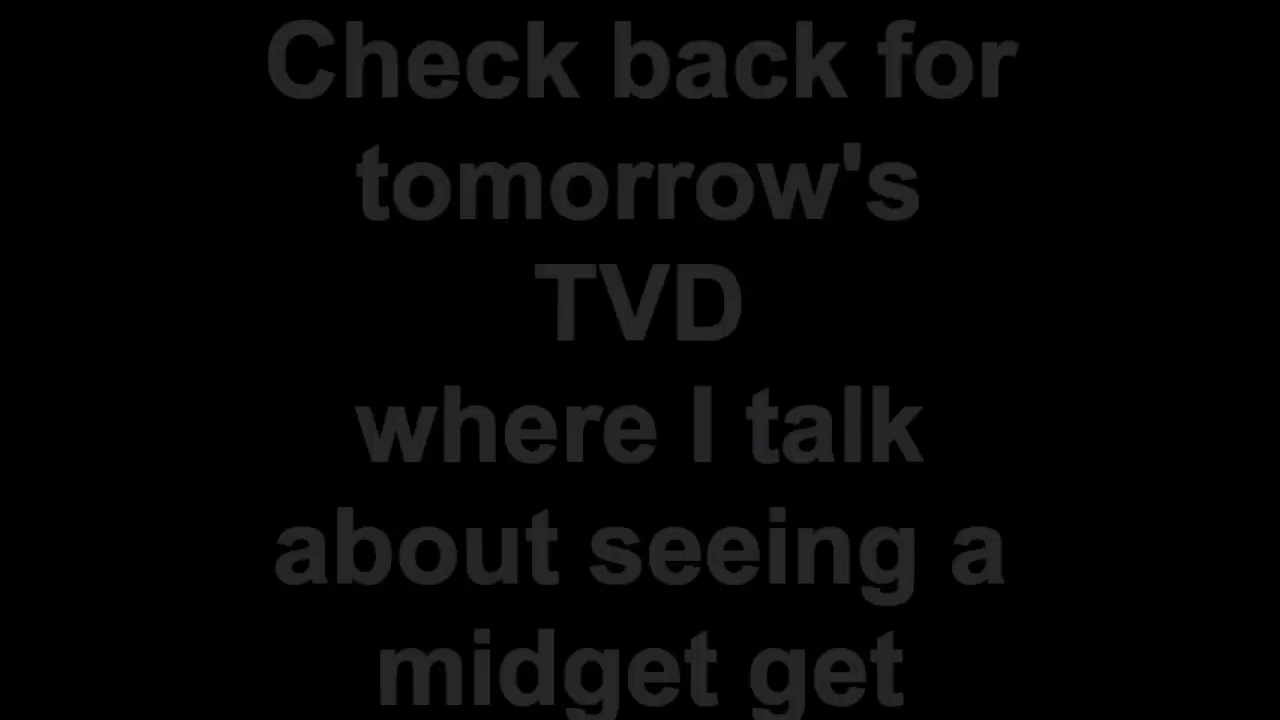 Check back for
tomorrow's
TVD
where I talk
about seeing a
midget get